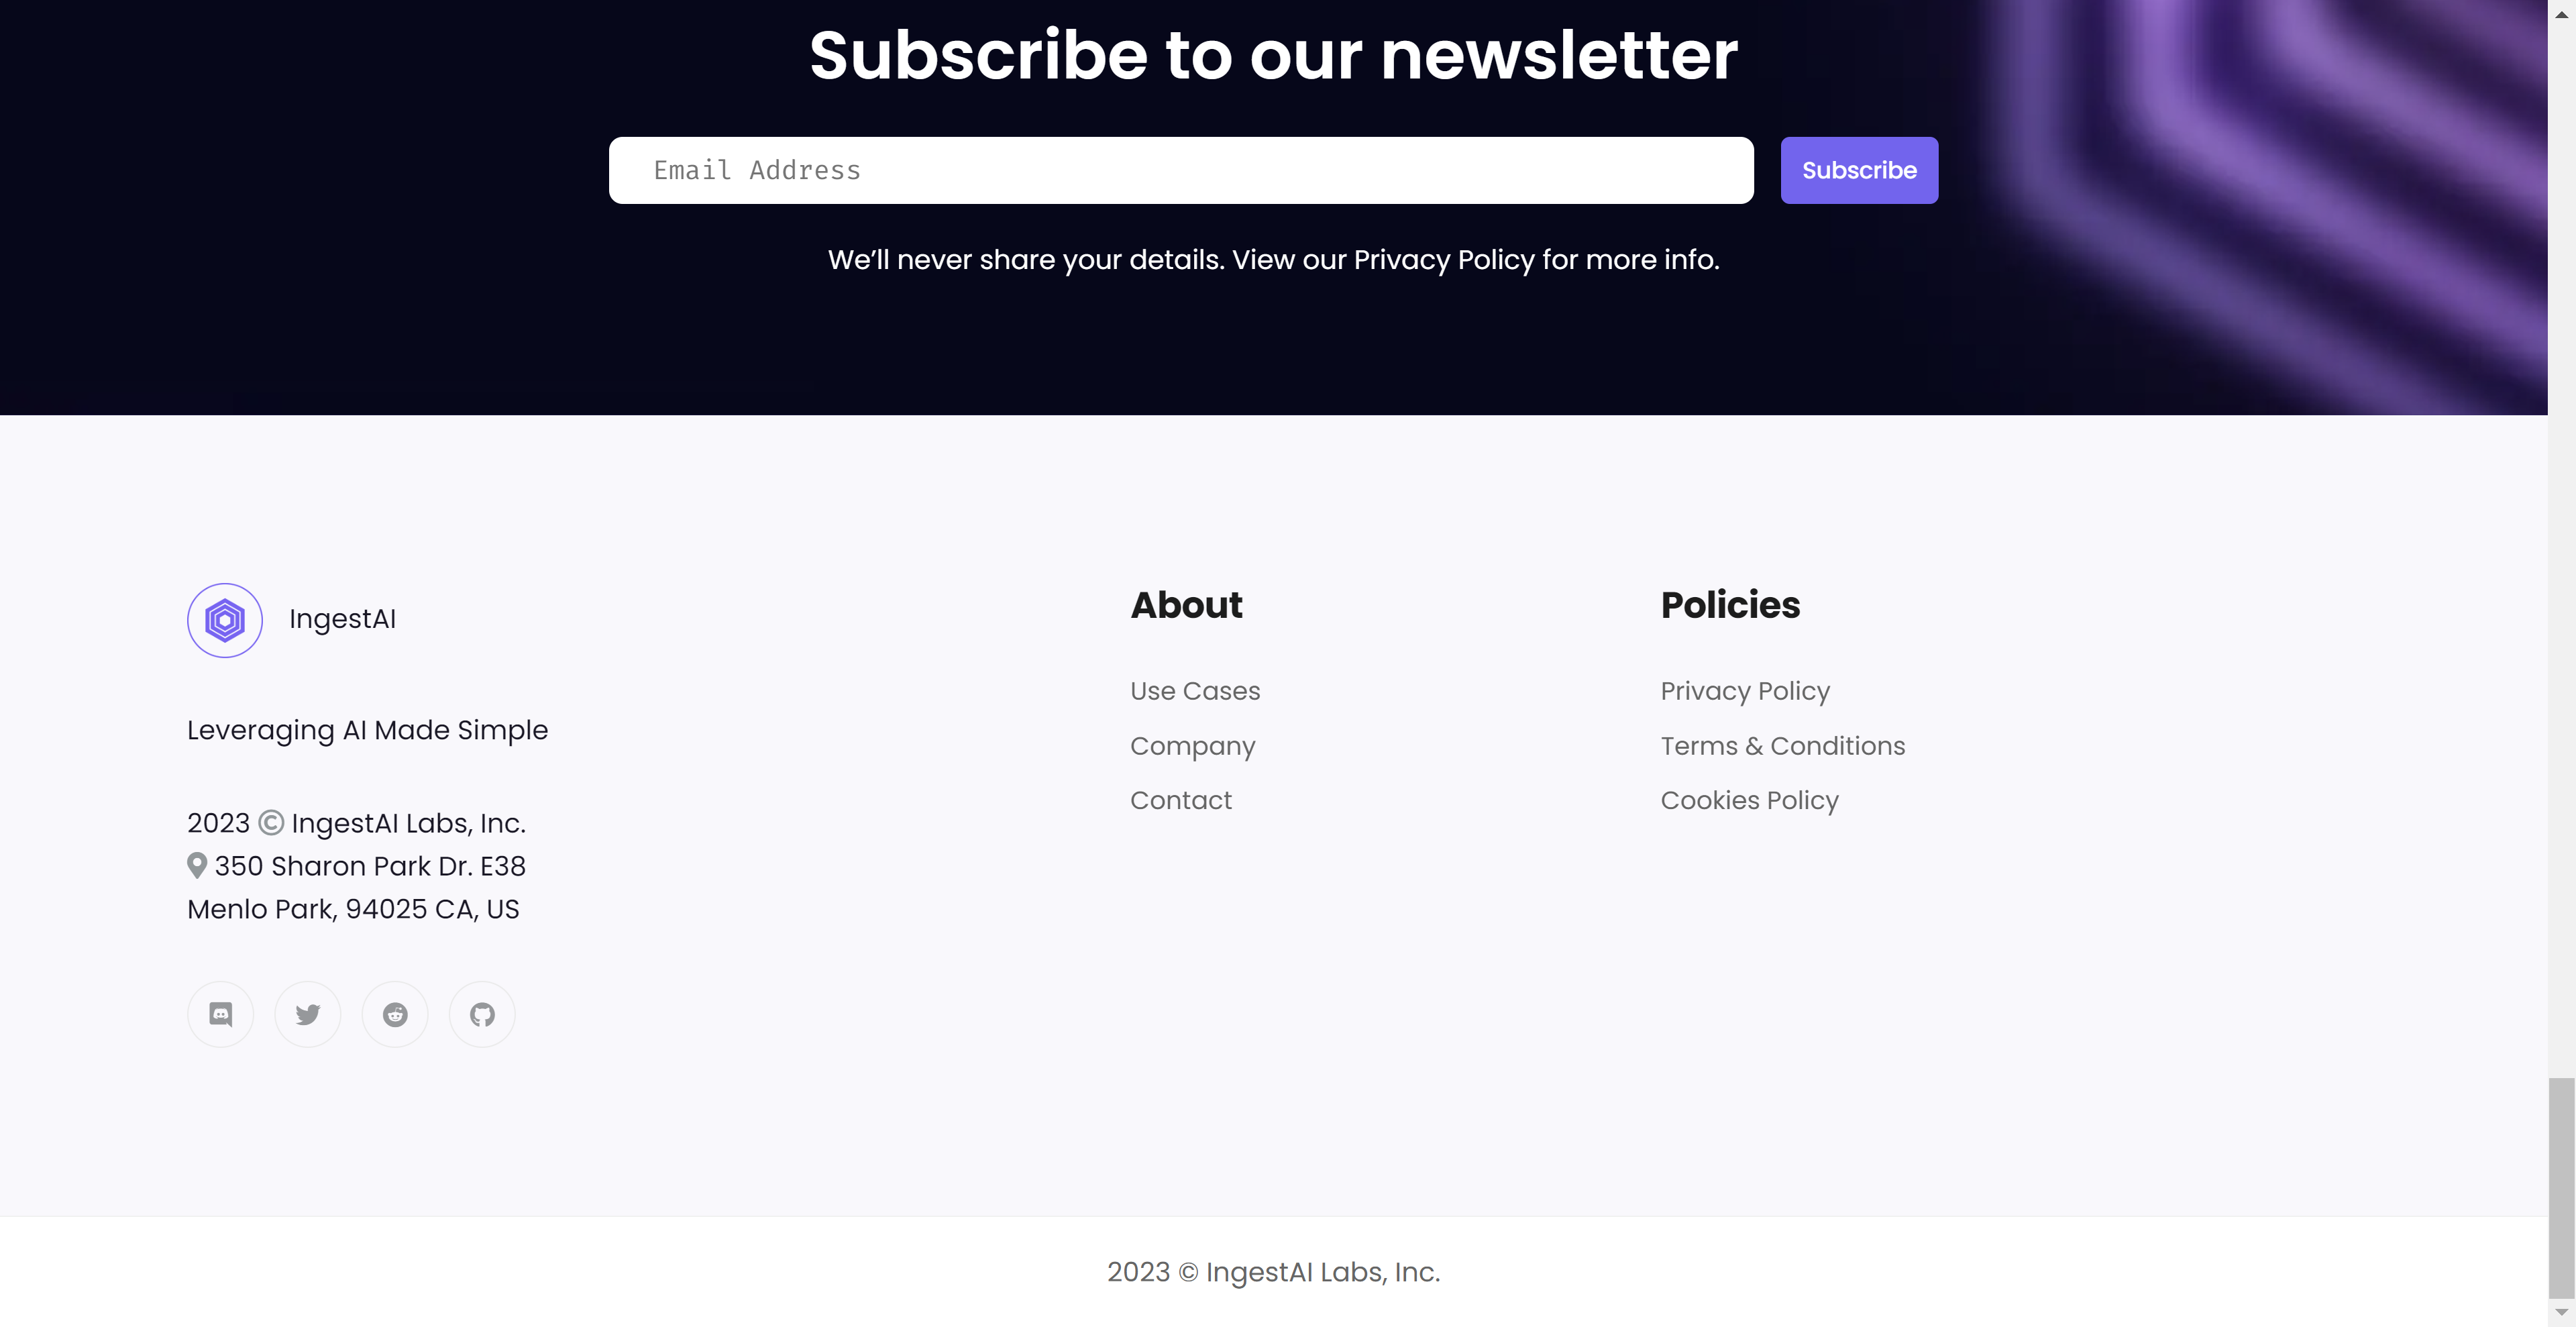 Subscribe to our newsletter
Email Address
Subscribe
We’ll never share your details. View our Privacy Policy for more info.
IngestAI
Leveraging AI Made Simple
2023 © IngestAI Labs, Inc.
350 Sharon Park Dr. E38
Menlo Park, 94025 CA, US
About
Use Cases
Company
Contact
Policies
Privacy Policy
Terms & Conditions
Cookies Policy
2023 © IngestAI Labs, Inc.